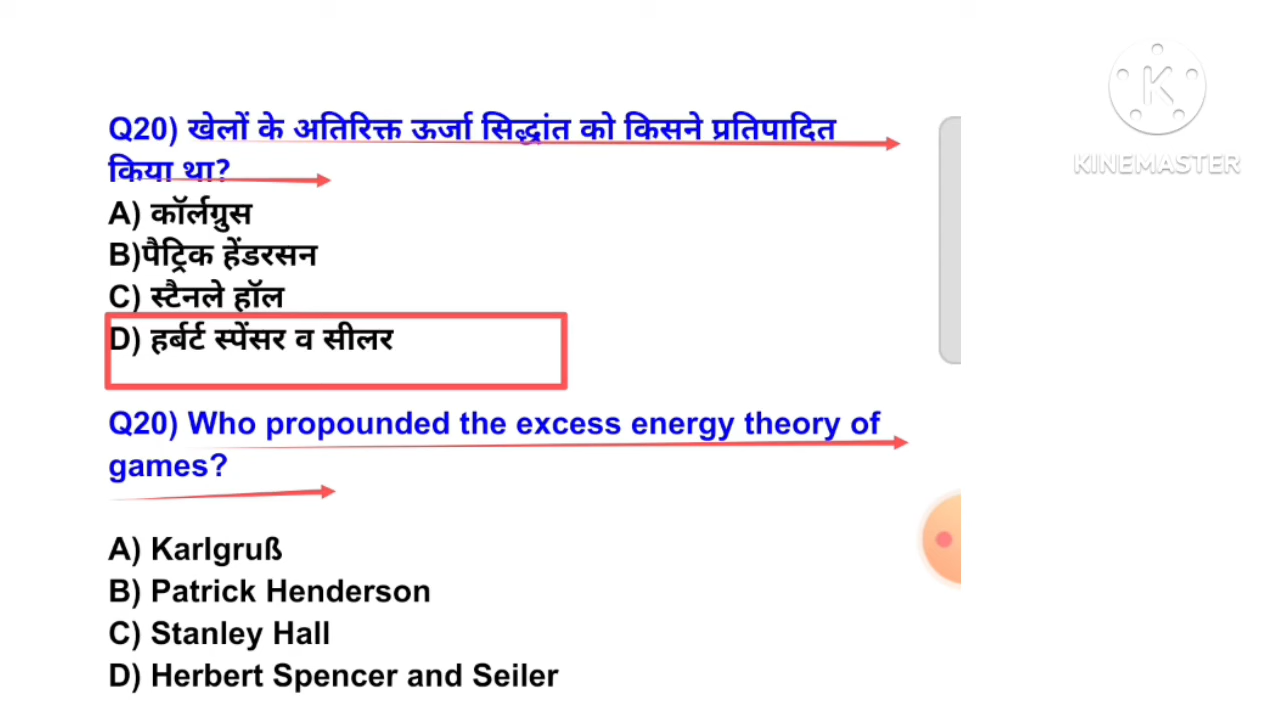 Q20) खेलों के अतिरिक्त ऊर्जा सिद्धांत को किसने प्रतिपादित
किया था?
A) कॉर्लग्रुस
B)पैट्रिक हेंडरसन
C) स्टैनले हॉल
D) हर्बर्ट स्पेंसर व सीलर
Q20) Who propounded the excess energy theory of
games?
A) Karlgruß
B) Patrick Henderson
C) Stanley Hall
D) Herbert Spencer and Seiler
K
KINEMASTER